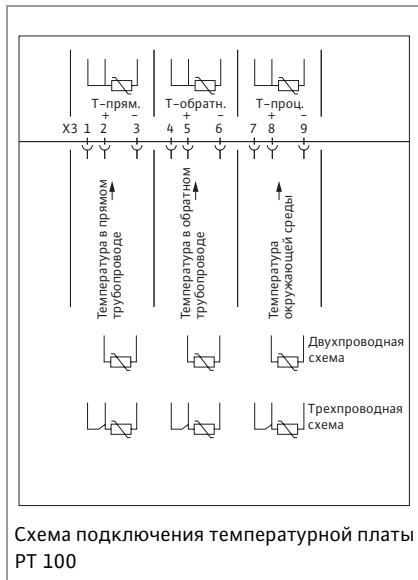 Т-прям. Т-обратн. Т-проц.
+ − + − + −
X3 1 2 3 4 5 6 7 8 9
Температура в прямом
трубопроводе
Температура в обратном
трубопроводе
Температура
окружающей среды
Двухпроводная
схема
Трехпроводная
схема
Схема подключения температурной платы
PT 100